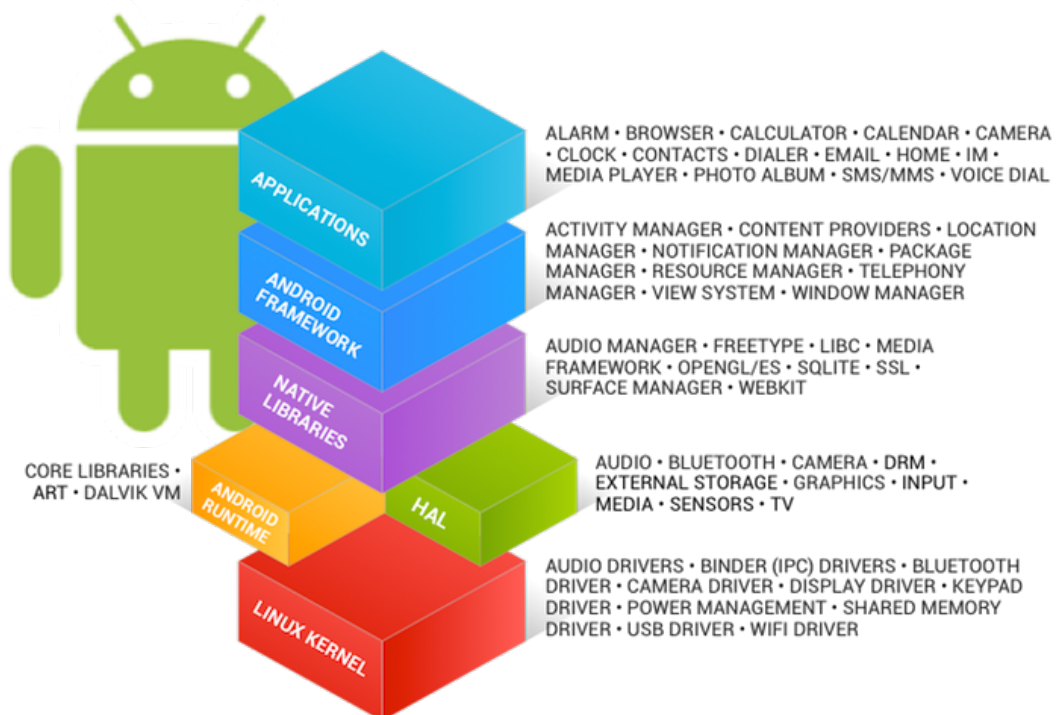 APPLICATIONS
ALARM • BROWSER • CALCULATOR • CALENDAR • CAMERA
• CLOCK • CONTACTS • DIALER • EMAIL • HOME • IM •
MEDIA PLAYER • PHOTO ALBUM • SMS/MMS • VOICE DIAL
ANDROID
FRAMEWORK
ACTIVITY MANAGER • CONTENT PROVIDERS • LOCATION
MANAGER • NOTIFICATION MANAGER • PACKAGE
MANAGER • RESOURCE MANAGER • TELEPHONY
MANAGER • VIEW SYSTEM • WINDOW MANAGER
NATIVE
LIBRARIES
AUDIO MANAGER • FREETYPE • LIBC • MEDIA
FRAMEWORK • OPENGL/ES • SQLITE • SSL •
SURFACE MANAGER • WEBKIT
CORE LIBRARIES •
ART • DALVIK VM
ANDROID
RUNTIME
HAL
AUDIO • BLUETOOTH • CAMERA • DRM •
EXTERNAL STORAGE • GRAPHICS • INPUT •
MEDIA • SENSORS • TV
LINUX KERNEL
AUDIO DRIVERS • BINDER (IPC) DRIVERS • BLUETOOTH
DRIVER • CAMERA DRIVER • DISPLAY DRIVER • KEYPAD
DRIVER • POWER MANAGEMENT • SHARED MEMORY
DRIVER • USB DRIVER • WIFI DRIVER